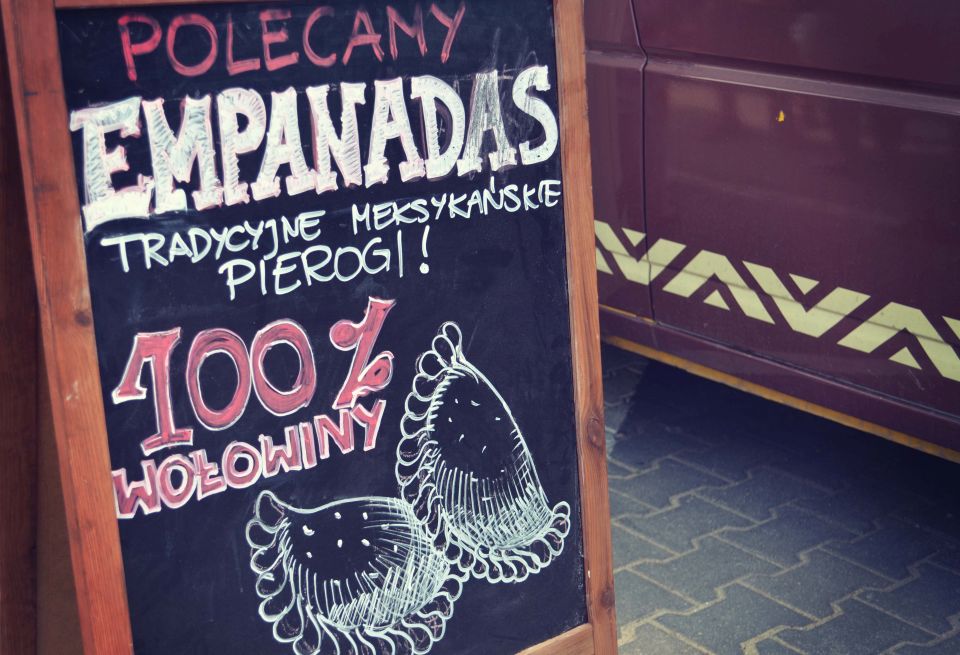 POLECAMY
EMPANADAS
TRADYCYJNE MEKSYKAŃSKIE
PIEROGI!
100%
WOŁOWINY